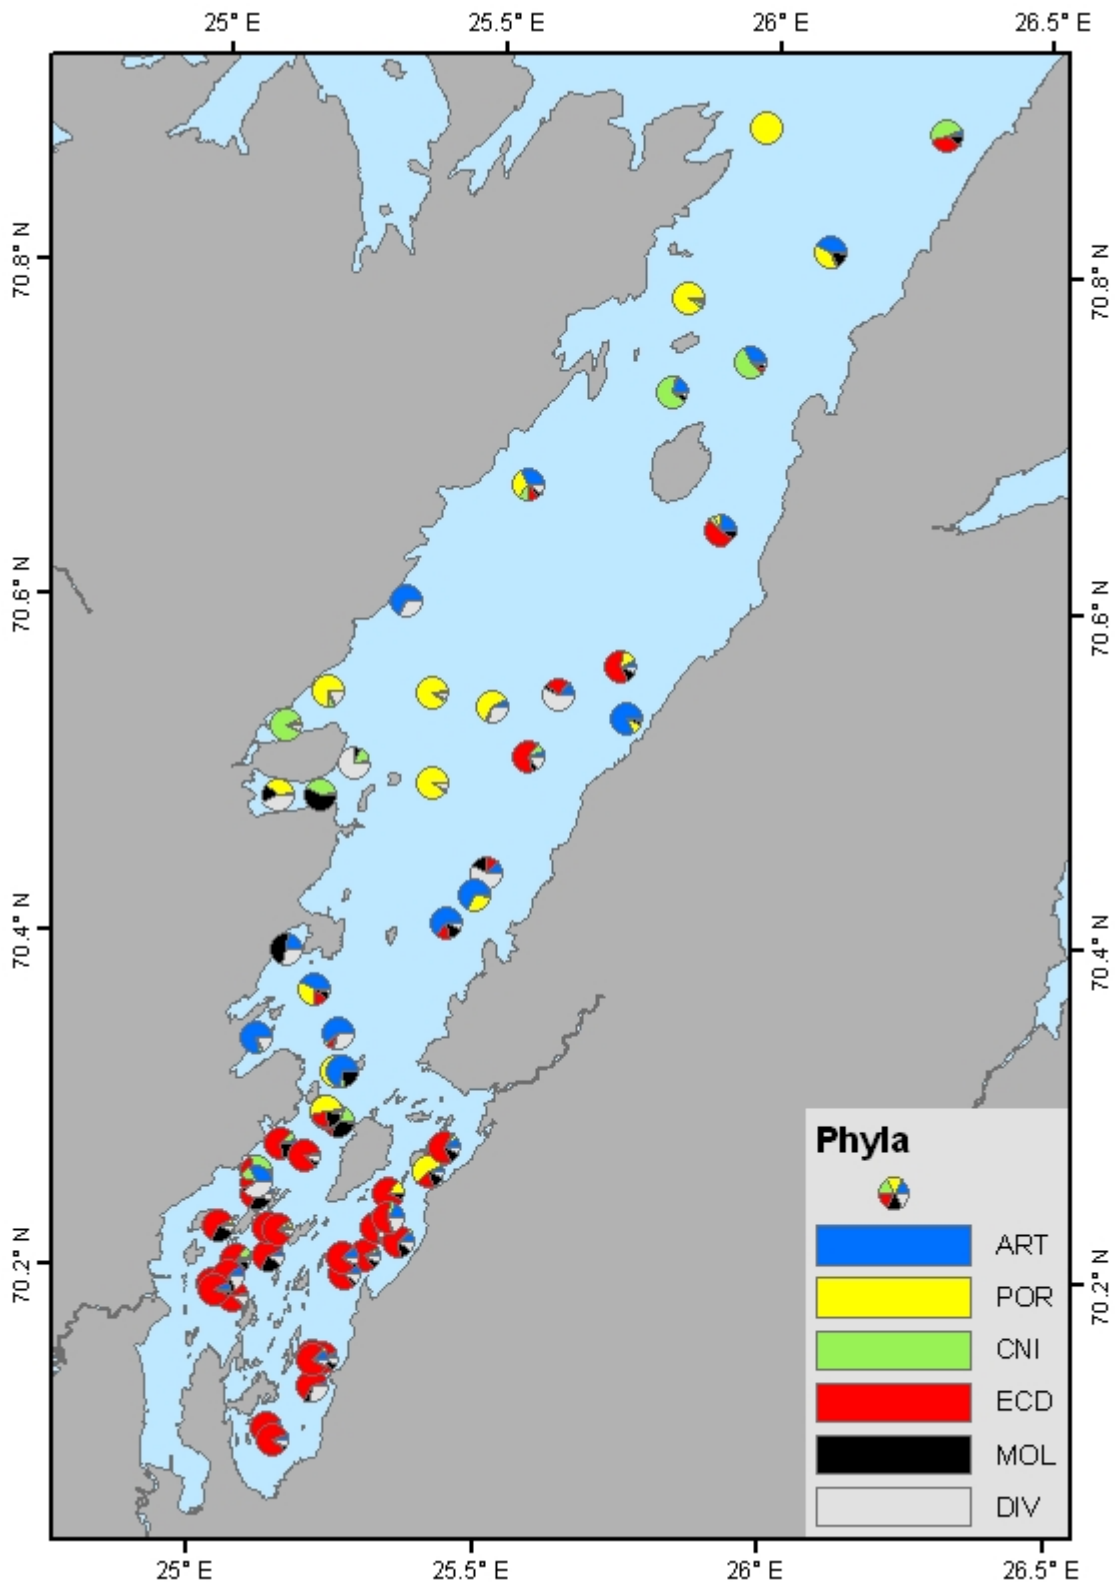 25° E 25.5° E 26° E 26.5° E
70.8° N 70.8° N
70.6° N 70.6° N
70.4° N 70.4° N
70.2° N 70.2° N
Phyla
ART
POR
CNI
ECD
MOL
DIV
25° E 25.5° E 26° E 26.5° E